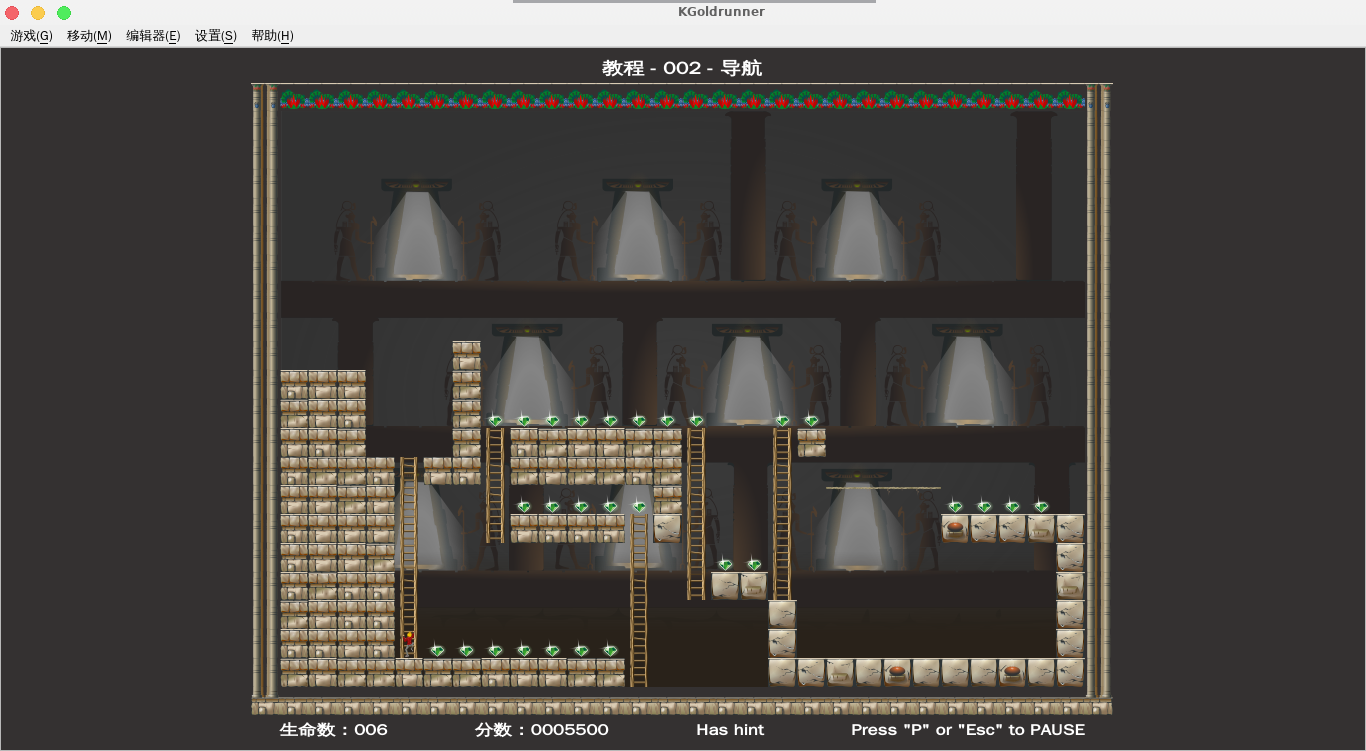 KGoldrunner
游戏(G) 移动(M) 编辑器(E) 设置(S) 帮助(H)
教程 - 002 - 导航
生命数：006 分数：0005500 Has hint Press "P" or "Esc" to PAUSE